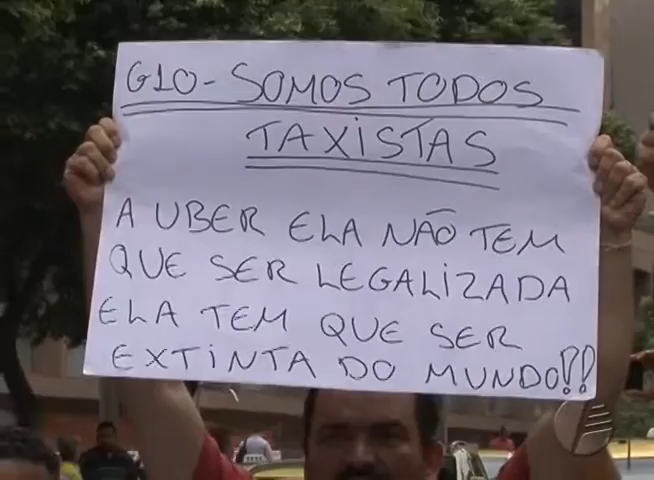 G10-SOMOS TODOS
TAXISTAS
A UBER ELA NÃO TEM
QUE SER LEGALIZADA
ELA TEM QUE SER
EXTINTA DO MUNDO!!